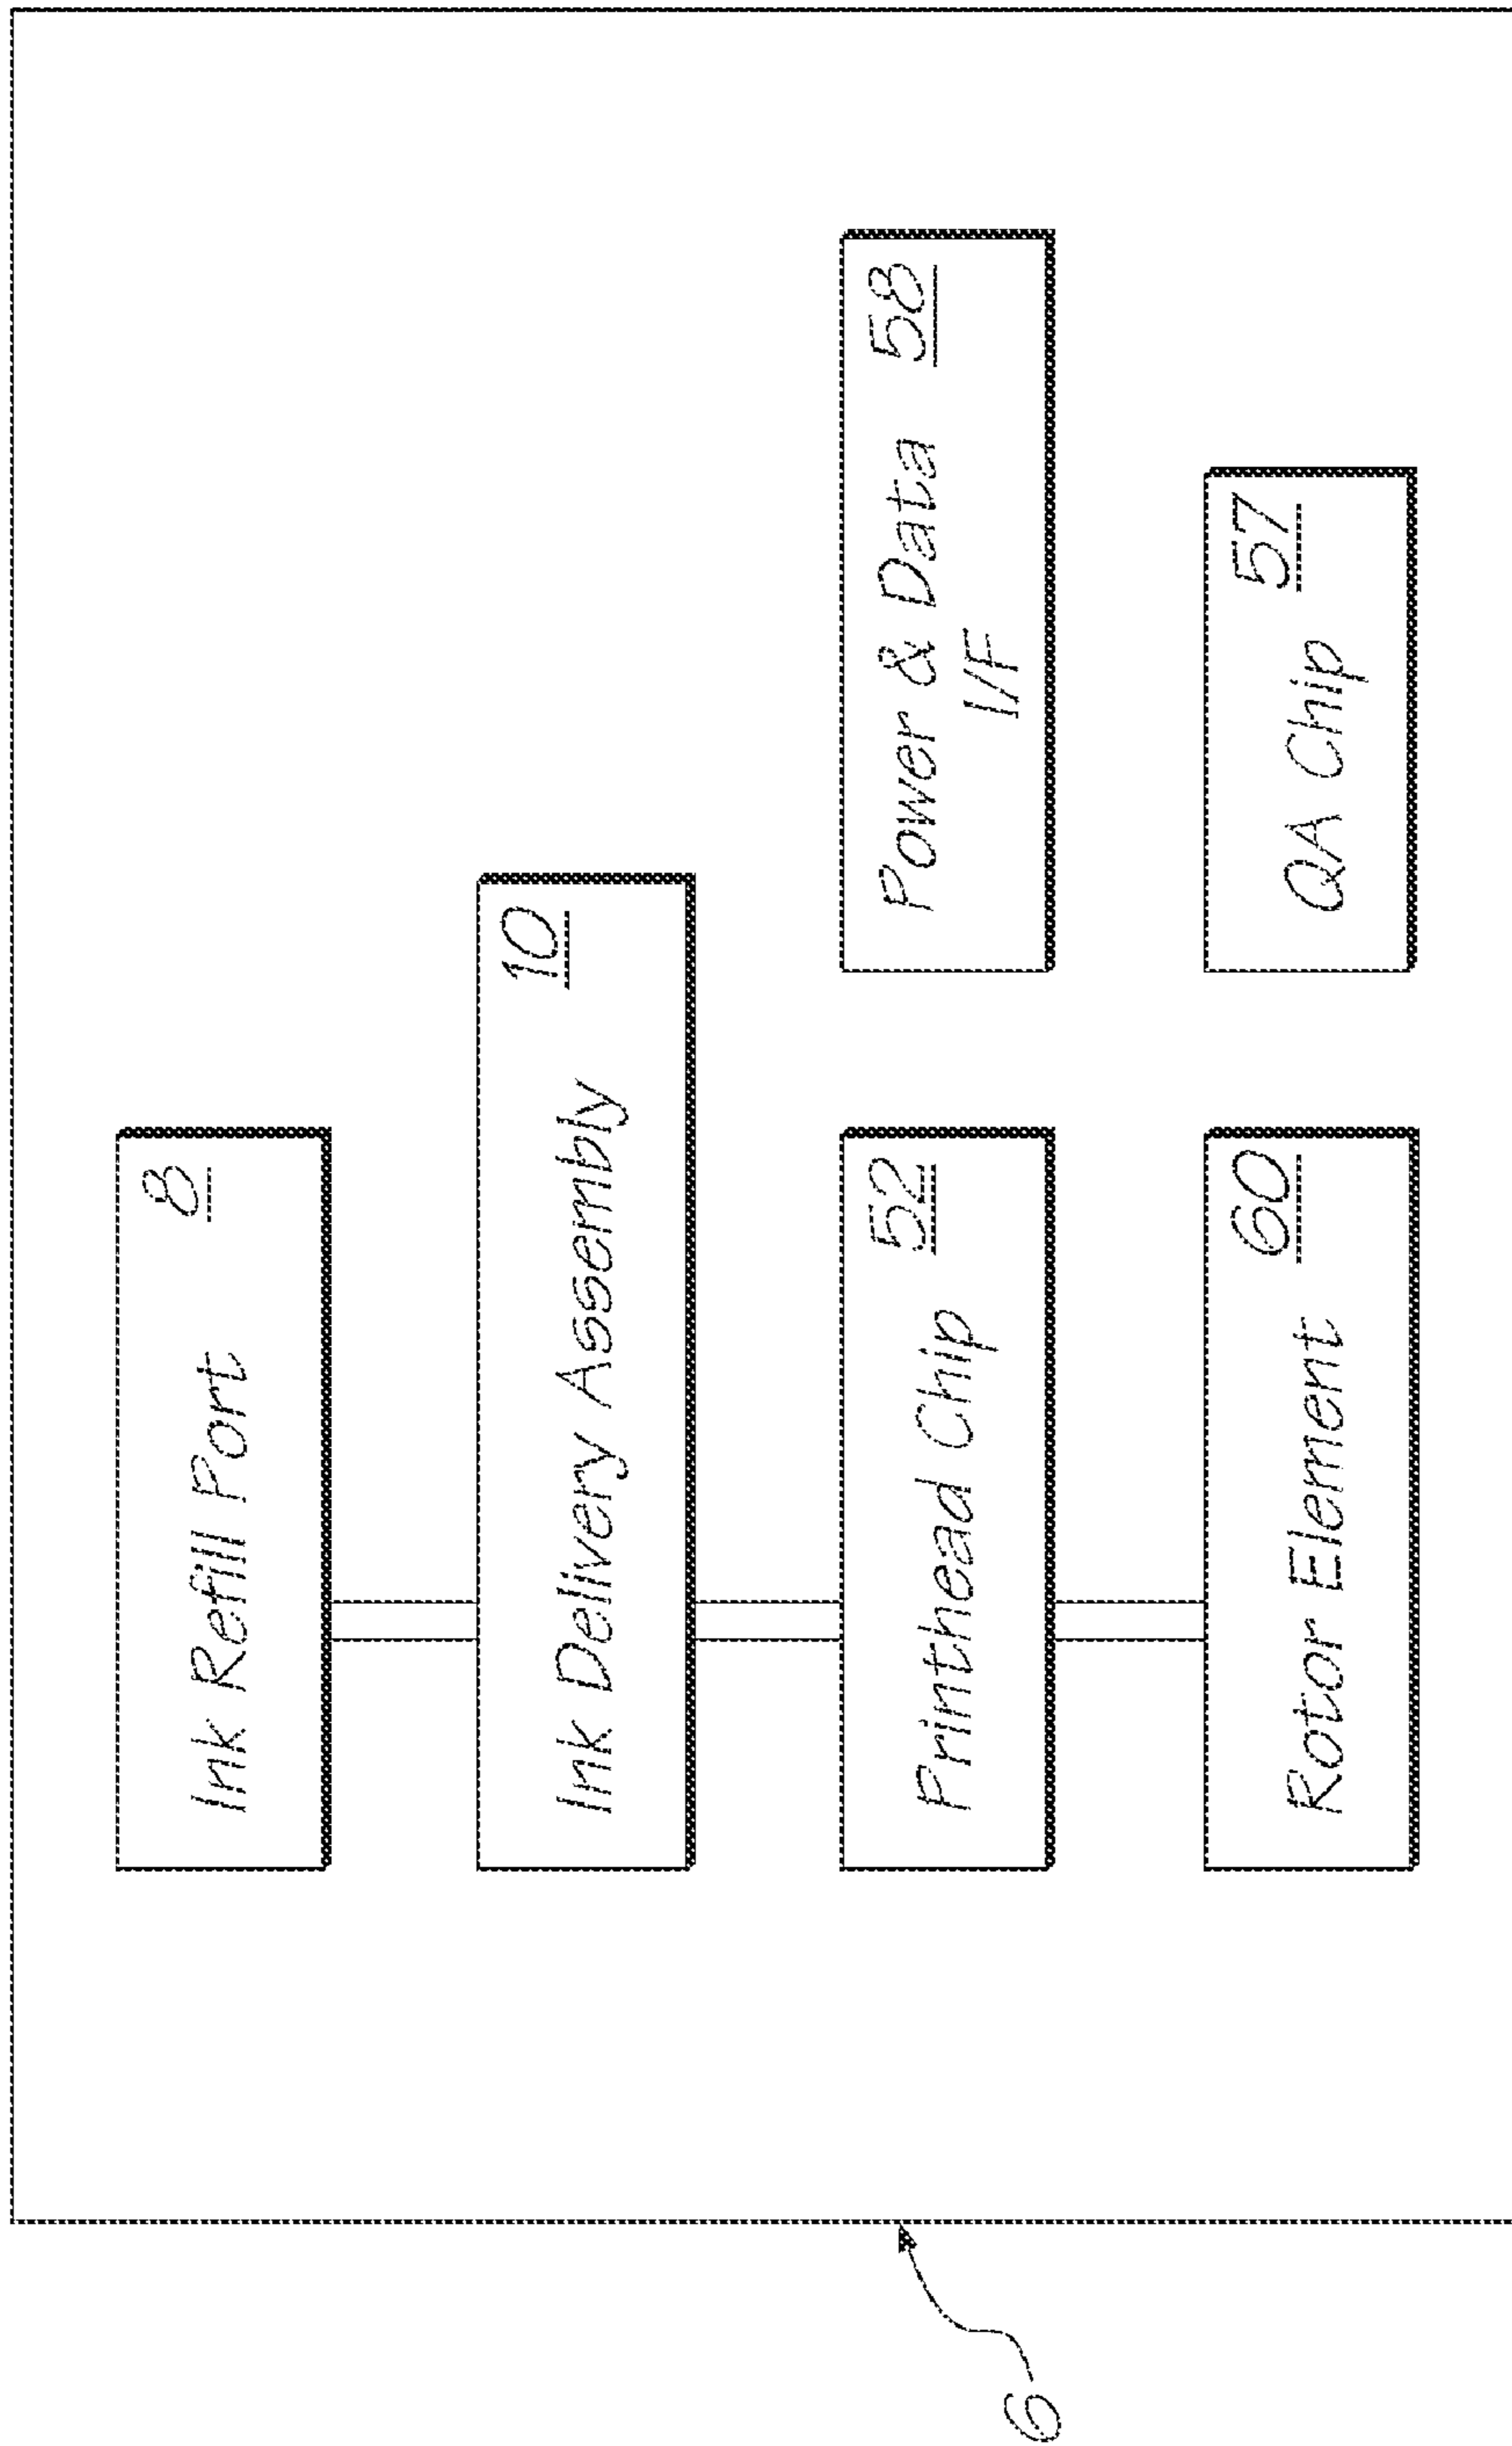 Ink Refill Port 8
Ink Delivery Assembly 10
Printhead Chip 52
Power & Data 58
I/F
Rotor Element 60
QA Chip 57
6